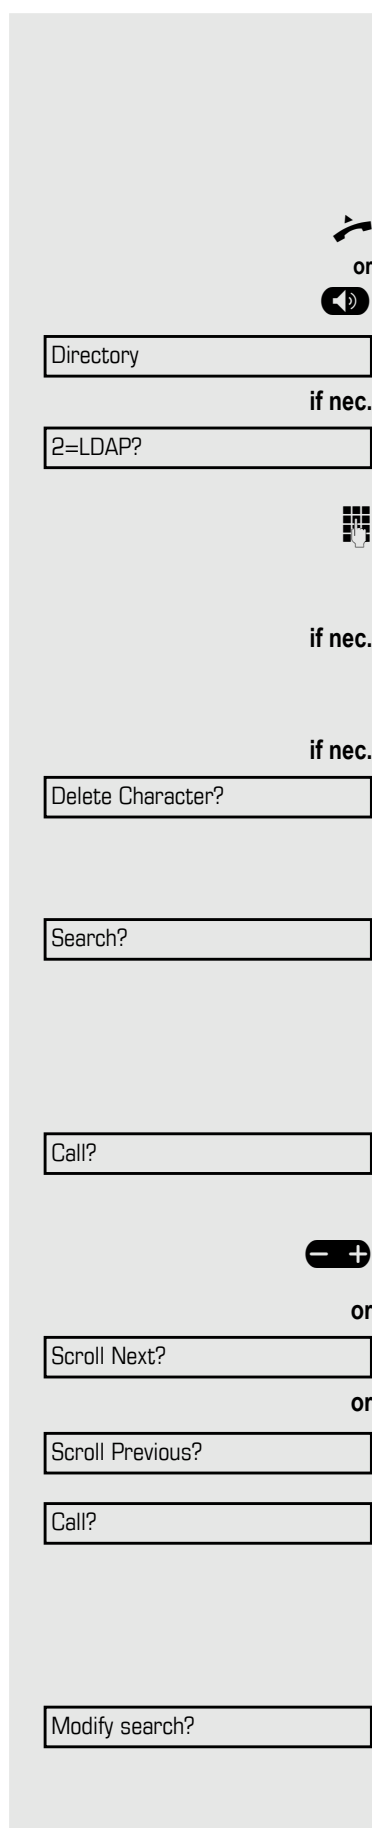 or
Directory
if nec.
2=LDAP?
if nec.
if nec.
Delete Character?
Search?
Call?
or
Scroll Next?
or
Scroll Previous?
Call?
Modify search?